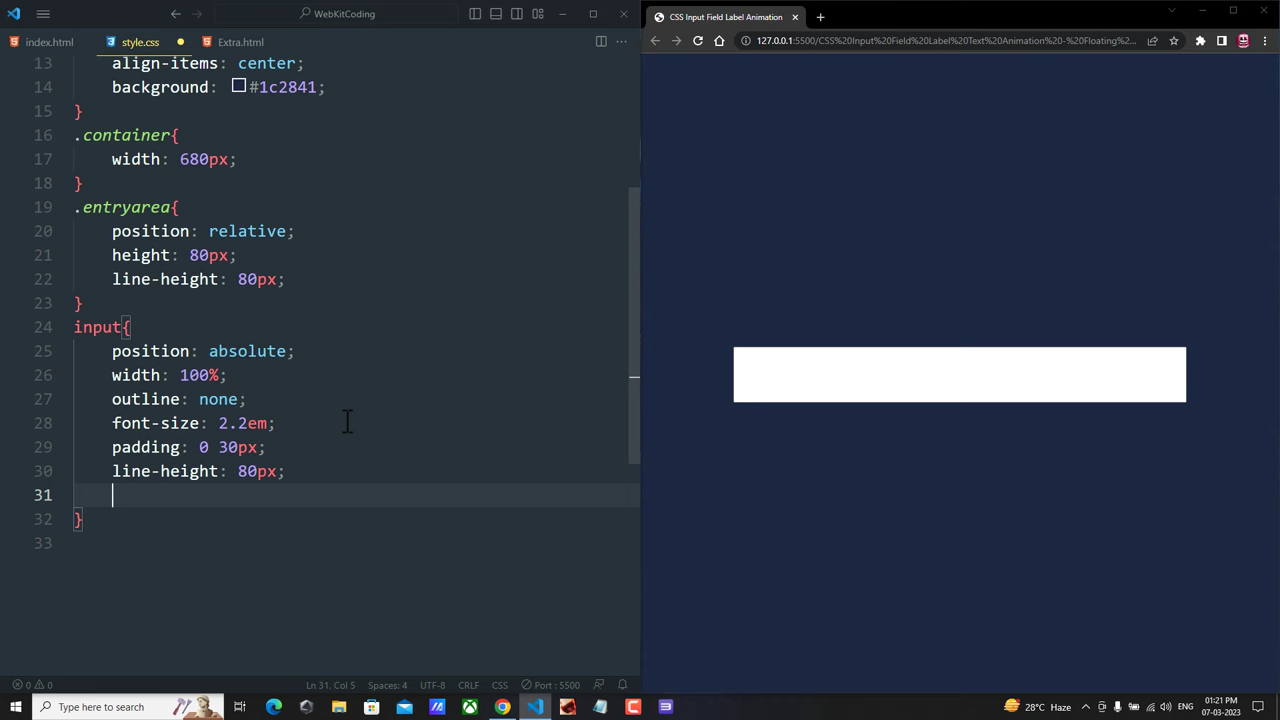 WebKitCoding
index.html
style.css
Extra.html
13 align-items: center;
14 background: #1c2841;
15 }
16 .container{
17 width: 680px;
18 }
19 .entryarea{
20 position: relative;
21 height: 80px;
22 line-height: 80px;
23 }
24 input{
25 position: absolute;
26 width: 100%;
27 outline: none;
28 font-size: 2.2em;
29 padding: 0 30px;
30 line-height: 80px;
31
32 }
33
0 0
Ln 31, Col 5
Spaces: 4
UTF-8
CRLF
CSS
Port : 5500
CSS Input Field Label Animation
127.0.0.1:5500/CSS%20Input%20Field%20Label%20Text%20Animation%20-%20Floating%2...
Type here to search
28°C Haze
ENG
01:21 PM
07-03-2023